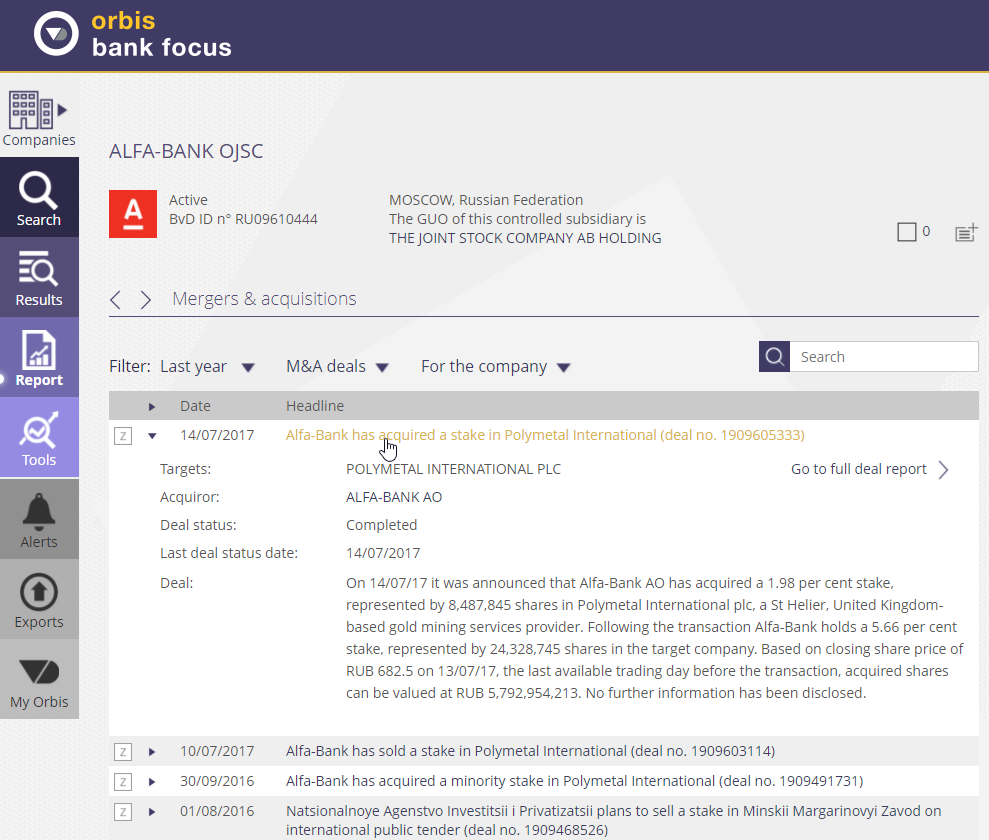 orbis
bank focus
Companies
Search
Results
Report
Tools
Alerts
Exports
My Orbis
ALFA-BANK OJSC
A
Active
BvD ID n° RU09610444
MOSCOW, Russian Federation
The GUO of this controlled subsidiary is
THE JOINT STOCK COMPANY AB HOLDING
0
Mergers & acquisitions
Filter: Last year M&A deals For the company
Search
Date Headline
Z 14/07/2017 Alfa-Bank has acquired a stake in Polymetal International (deal no. 1909605333)
Targets: POLYMETAL INTERNATIONAL PLC Go to full deal report
Acquiror: ALFA-BANK AO
Deal status: Completed
Last deal status date: 14/07/2017
Deal: On 14/07/17 it was announced that Alfa-Bank AO has acquired a 1.98 per cent stake,
represented by 8,487,845 shares in Polymetal International plc, a St Helier, United Kingdom-
based gold mining services provider. Following the transaction Alfa-Bank holds a 5.66 per cent
stake, represented by 24,328,745 shares in the target company. Based on closing share price of
RUB 682.5 on 13/07/17, the last available trading day before the transaction, acquired shares
can be valued at RUB 5,792,954,213. No further information has been disclosed.
Z 10/07/2017 Alfa-Bank has sold a stake in Polymetal International (deal no. 1909603114)
Z 30/09/2016 Alfa-Bank has acquired a minority stake in Polymetal International (deal no. 1909491731)
Z 01/08/2016 Natsionalnoye Agenstvo Investitsii i Privatizatsii plans to sell a stake in Minskii Margarinovyi Zavod on
international public tender (deal no. 1909468526)